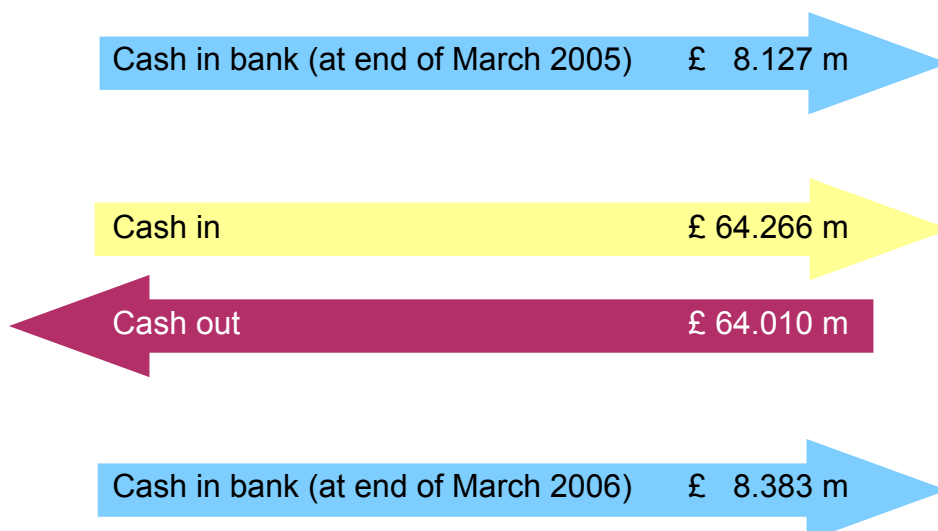 Cash in bank (at end of March 2005) £ 8.127 m
Cash in £ 64.266 m
Cash out £ 64.010 m
Cash in bank (at end of March 2006) £ 8.383 m